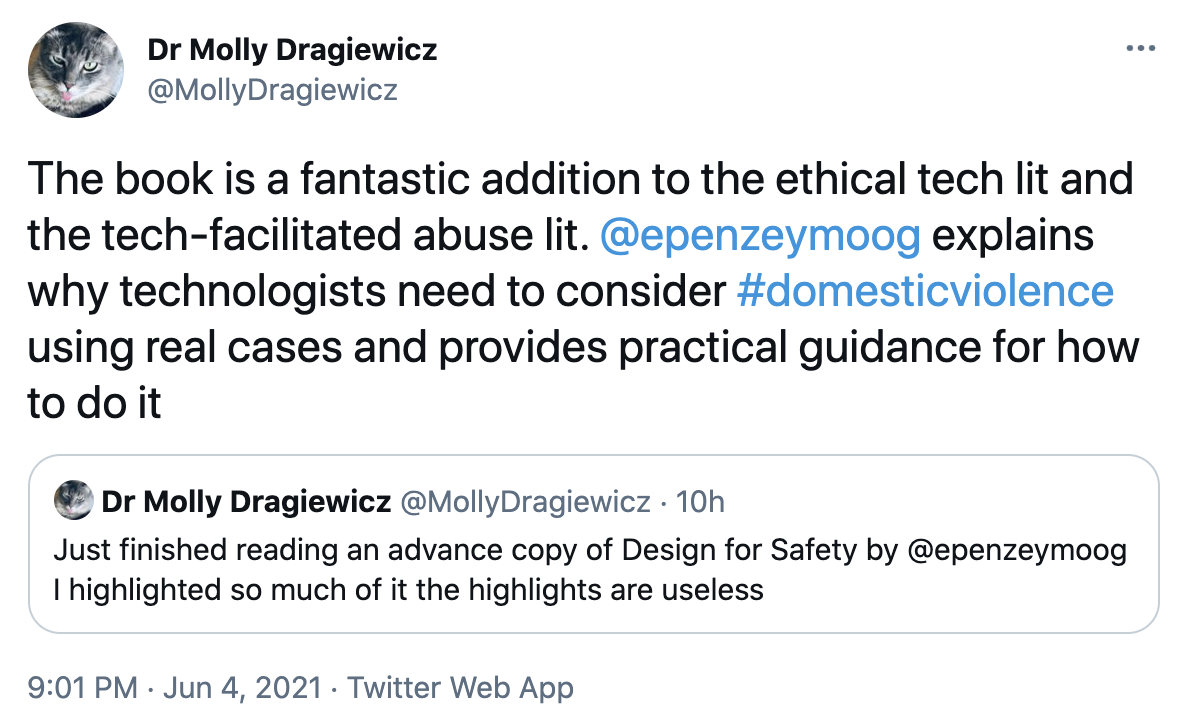 Dr Molly Dragiewicz
@MollyDragiewicz
The book is a fantastic addition to the ethical tech lit and
the tech-facilitated abuse lit. @epenzeymoog explains
why technologists need to consider #domesticviolence
using real cases and provides practical guidance for how
to do it
Dr Molly Dragiewicz @MollyDragiewicz · 10h
Just finished reading an advance copy of Design for Safety by @epenzeymoog
I highlighted so much of it the highlights are useless
9:01 PM · Jun 4, 2021 · Twitter Web App